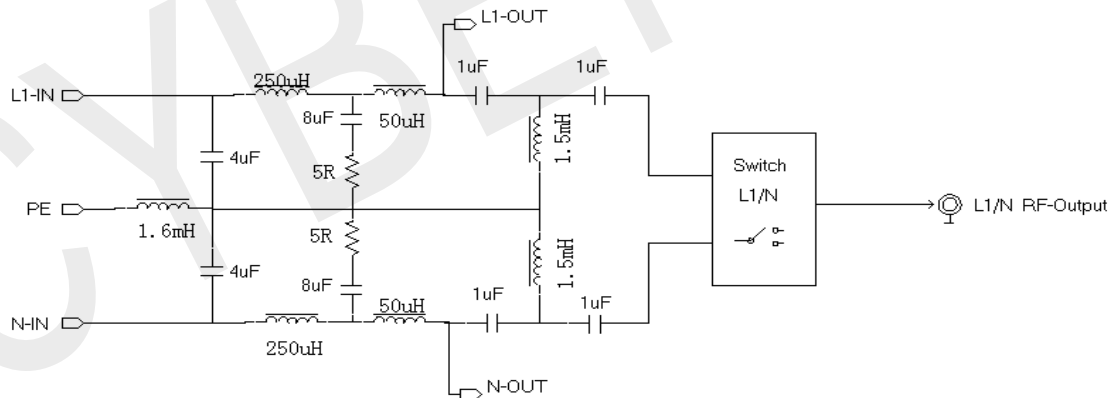 L1-OUT
1uF
1uF
250uH
L1-IN
8uF
50uH
1.5mH
4uF
5R
Switch
L1/N
PE
L1/N RF-Output
1.6mH
5R
4uF
1.5mH
8uF
50uH
1uF
1uF
N-IN
250uH
N-OUT